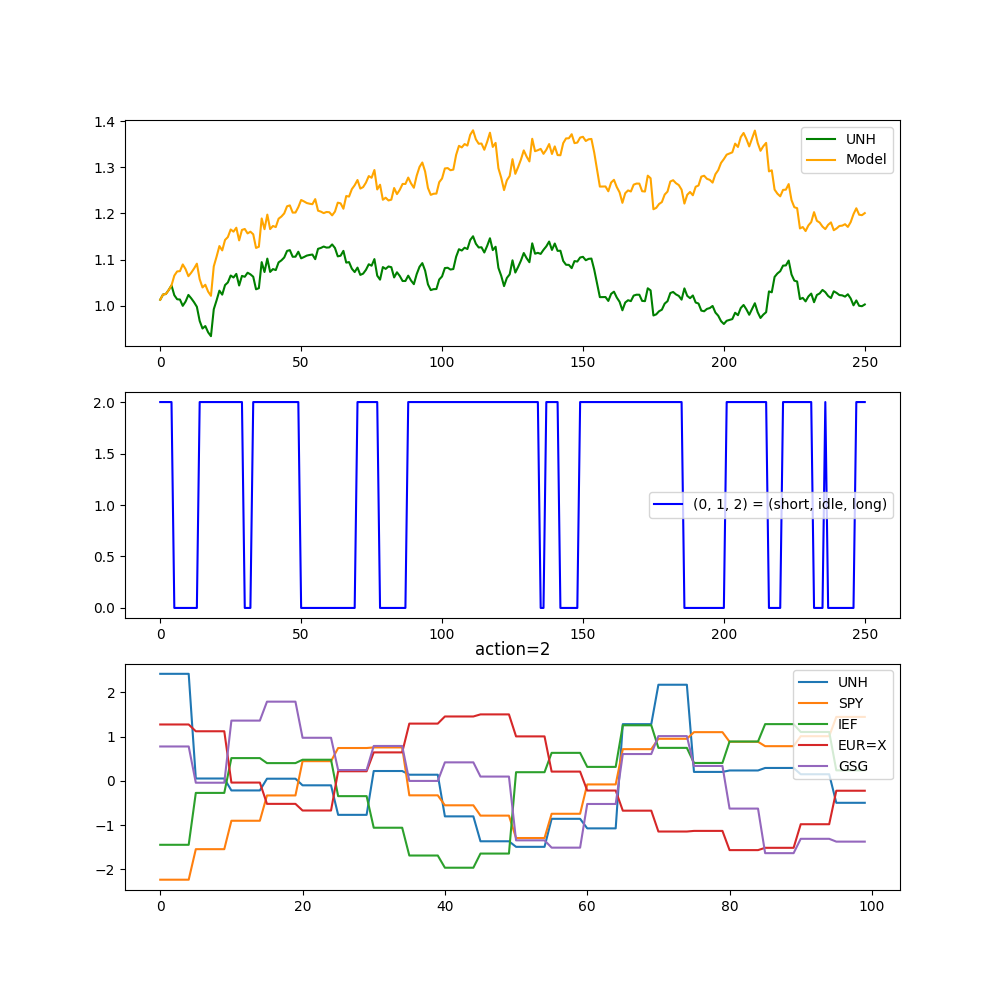 1.4
1.3
1.2
1.1
1.0
UNH
Model
0 50 100 150 200 250
2.0
1.5
1.0
0.5
0.0
(0, 1, 2) = (short, idle, long)
0 50 100 150 200 250
action=2
2
1
0
−1
−2
UNH
SPY
IEF
EUR=X
GSG
0 20 40 60 80 100